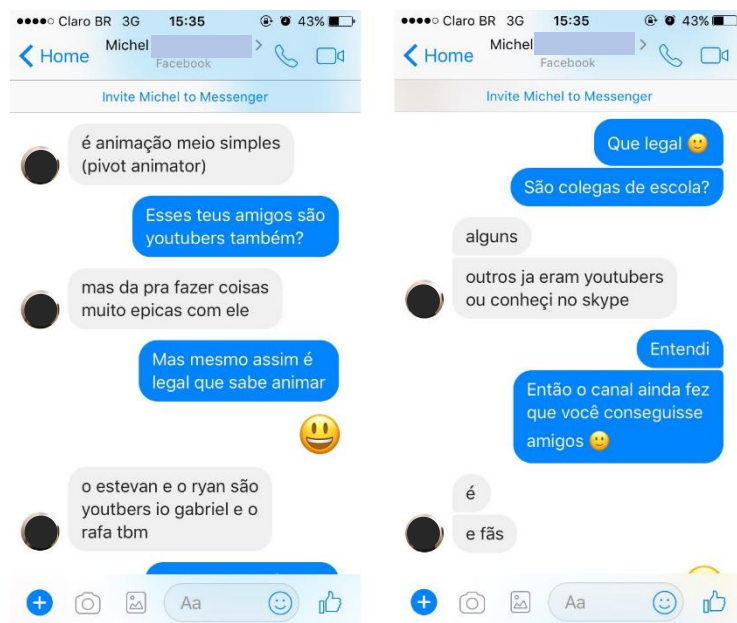 Claro BR 3G 15:35 43%
Home Michel
Facebook
Invite Michel to Messenger
é animação meio simples
(pivot animator)
Esses teus amigos são
youtubers também?
mas da pra fazer coisas
muito epicas com ele
Mas mesmo assim é
legal que sabe animar
o estevan e o ryan são
youtbers io gabriel e o
rafa tbm
Aa
Claro BR 3G 15:35 43%
Home Michel
Facebook
Invite Michel to Messenger
Que legal
São colegas de escola?
alguns
outros ja eram youtubers
ou conheçi no skype
Entendi
Então o canal ainda fez
que você conseguisse
amigos
é
e fãs
Aa